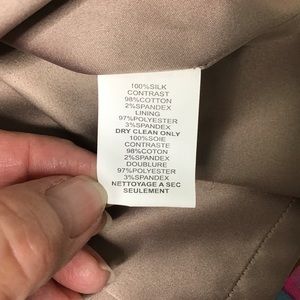 100%SILK
CONTRAST
98%COTTON
2%SPANDEX
LINING
97%POLYESTER
3%SPANDEX
DRY CLEAN ONLY
100%SOIE
CONTRASTE
98%COTON
2%SPANDEX
DOUBLURE
97%POLYESTER
3%SPANDEX
NETTOYAGE A SEC
SEULEMENT